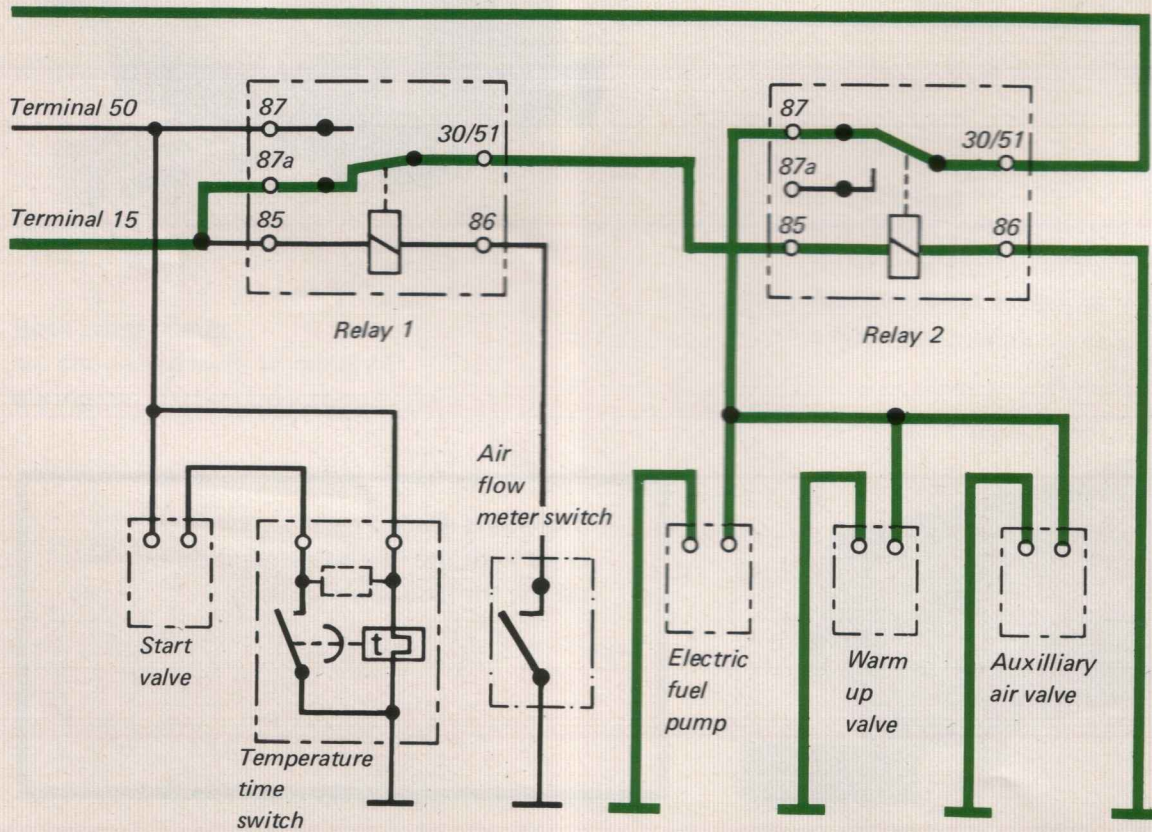 Terminal 50
87
30/51
87a
Terminal 15
85
86
Relay 1
87
30/51
87a
85
86
Relay 2
Air
flow
meter switch
Start
valve
t
Temperature
time
switch
Electric
fuel
pump
Warm
up
valve
Auxilliary
air valve